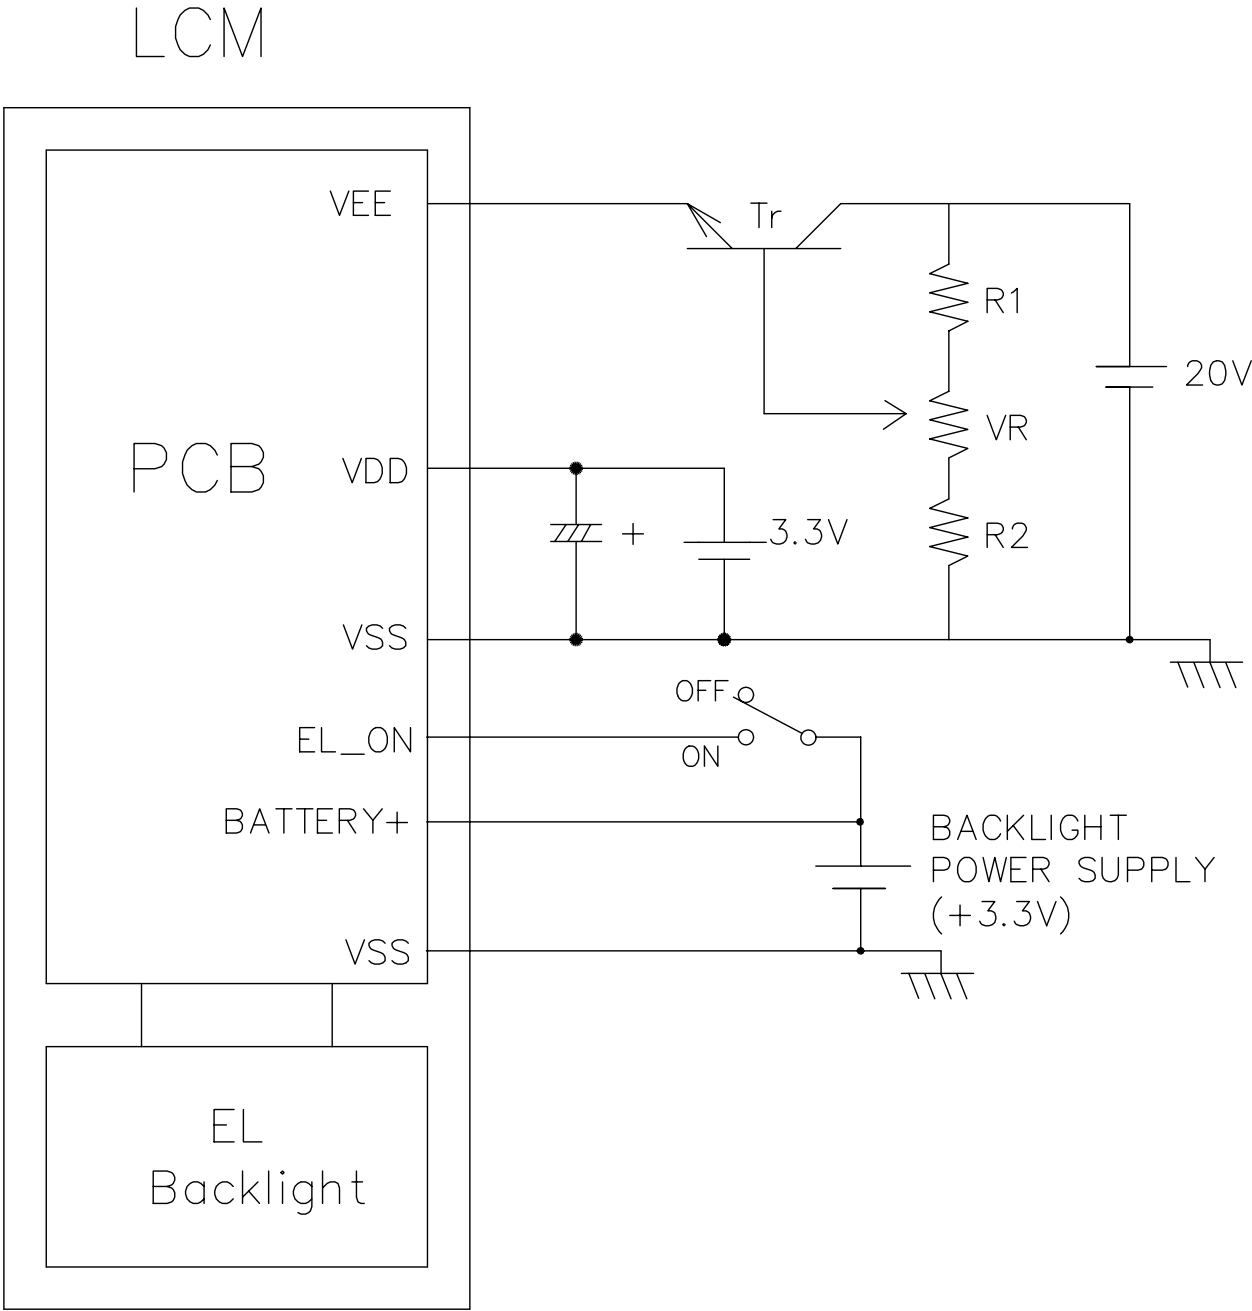 LCM
VEE
Tr
R1
20V
VR
PCB
VDD
+
3.3V
R2
VSS
OFF
EL_ON
ON
BATTERY+
BACKLIGHT
POWER SUPPLY
(+3.3V)
VSS
EL
Backlight